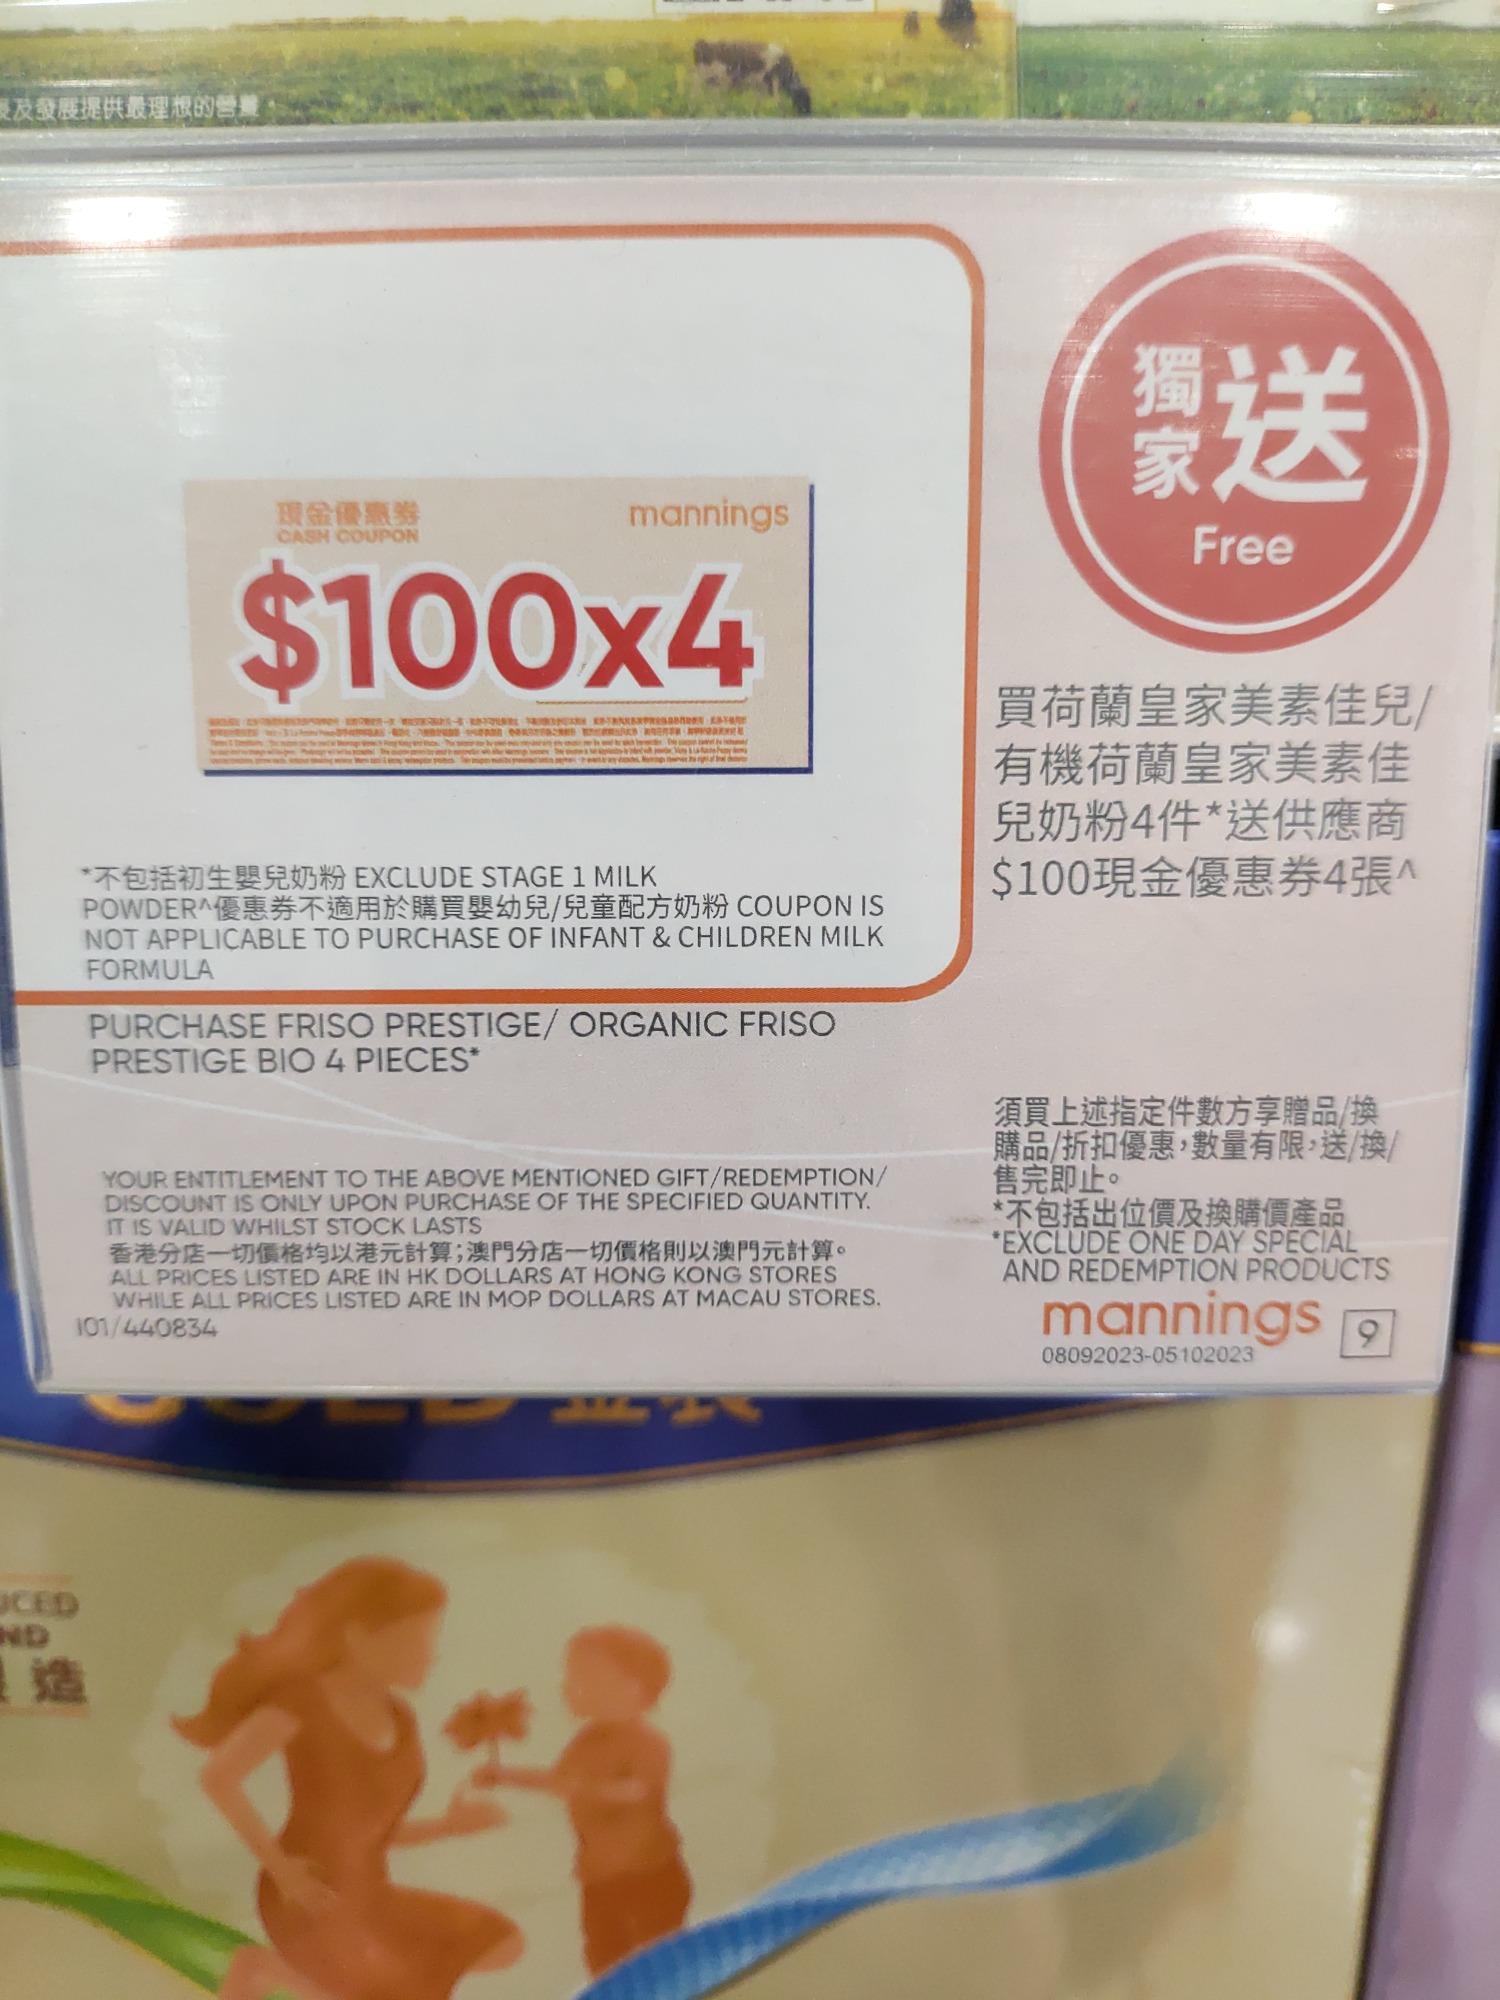 及發展提供最理想的營養。
獨家送
Free
現金優惠券
CASH COUPON
mannings
$100x4
買荷蘭皇家美素佳兒/
有機荷蘭皇家美素佳
兒奶粉4件*送供應商
$100現金優惠券4張^
*不包括初生嬰兒奶粉 EXCLUDE STAGE 1 MILK
POWDER^優惠券不適用於購買嬰幼兒/兒童配方奶粉 COUPON IS
NOT APPLICABLE TO PURCHASE OF INFANT & CHILDREN MILK
FORMULA
PURCHASE FRISO PRESTIGE/ ORGANIC FRISO
PRESTIGE BIO 4 PIECES*
YOUR ENTITLEMENT TO THE ABOVE MENTIONED GIFT/REDEMPTION/
DISCOUNT IS ONLY UPON PURCHASE OF THE SPECIFIED QUANTITY.
IT IS VALID WHILST STOCK LASTS
香港分店一切價格均以港元計算;澳門分店一切價格則以澳門元計算。
ALL PRICES LISTED ARE IN HK DOLLARS AT HONG KONG STORES
WHILE ALL PRICES LISTED ARE IN MOP DOLLARS AT MACAU STORES.
I01/440834
須買上述指定件數方享贈品/換
購品/折扣優惠,數量有限,送/換/
售完即止。
*不包括出位價及換購價產品
*EXCLUDE ONE DAY SPECIAL
AND REDEMPTION PRODUCTS
mannings 9
08092023-05102023
造